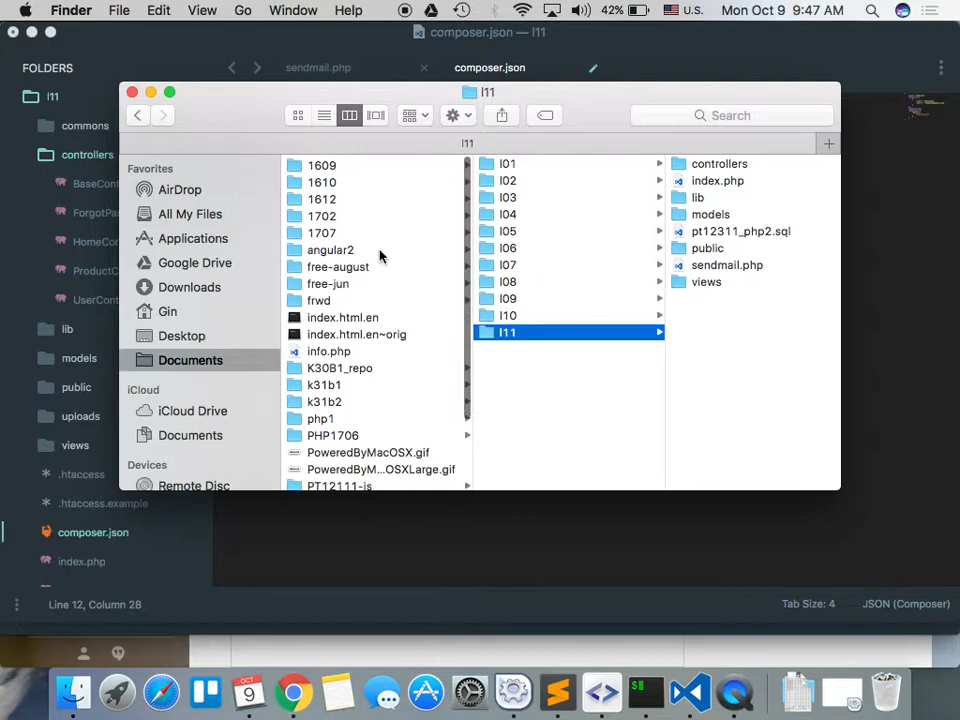 Finder File Edit View Go Window Help 42% U.S. Mon Oct 9 9:47 AM
composer.json — l11
FOLDERS
sendmail.php
composer.json
l11
commons
controllers
BaseCont
ForgotPas
HomeCon
ProductC
UserCont
lib
models
public
uploads
views
.htaccess
.htaccess.example
composer.json
index.php
Line 12, Column 28
Tab Size: 4
JSON (Composer)
l11
Search
l11
Favorites
AirDrop
All My Files
Applications
Google Drive
Downloads
Gin
Desktop
Documents
iCloud
iCloud Drive
Documents
Devices
Remote Disc
1609
1610
1612
1702
1707
angular2
free-august
free-jun
frwd
index.html.en
index.html.en~orig
info.php
K30B1_repo
k31b1
k31b2
php1
PHP1706
PoweredByMacOSX.gif
PoweredByM...OSXLarge.gif
PT12111-is
l01
l02
l03
l04
l05
l06
l07
l08
l09
l10
l11
controllers
index.php
lib
models
pt12311_php2.sql
public
sendmail.php
views
OCT
9
$